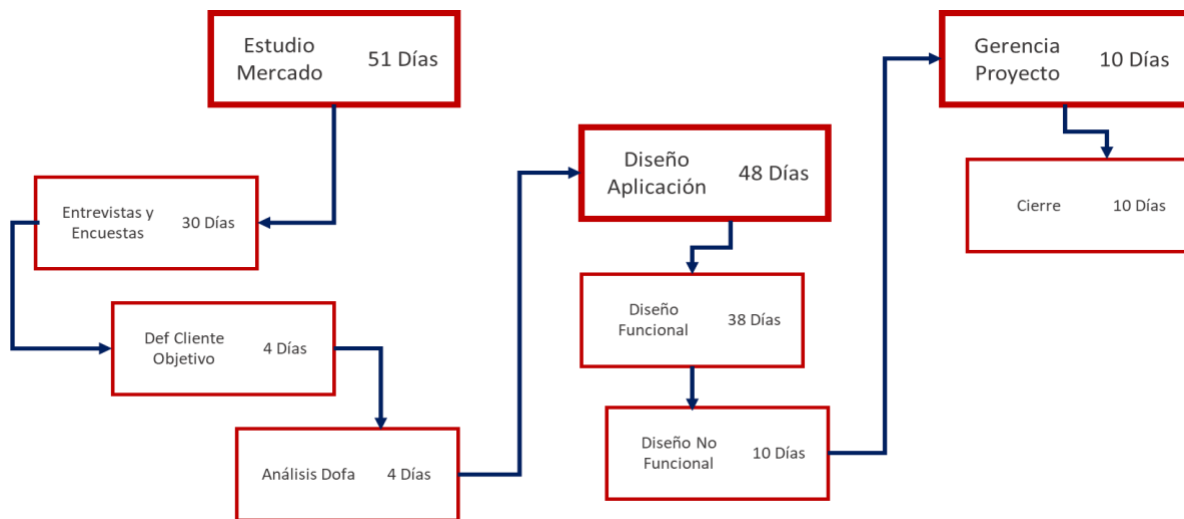 Estudio
Mercado
51 Días
Entrevistas y
Encuestas
30 Días
Def Cliente
Objetivo
4 Días
Análisis Dofa
4 Días
Diseño
Aplicación
48 Días
Diseño
Funcional
38 Días
Diseño No
Funcional
10 Días
Gerencia
Proyecto
10 Días
Cierre
10 Días